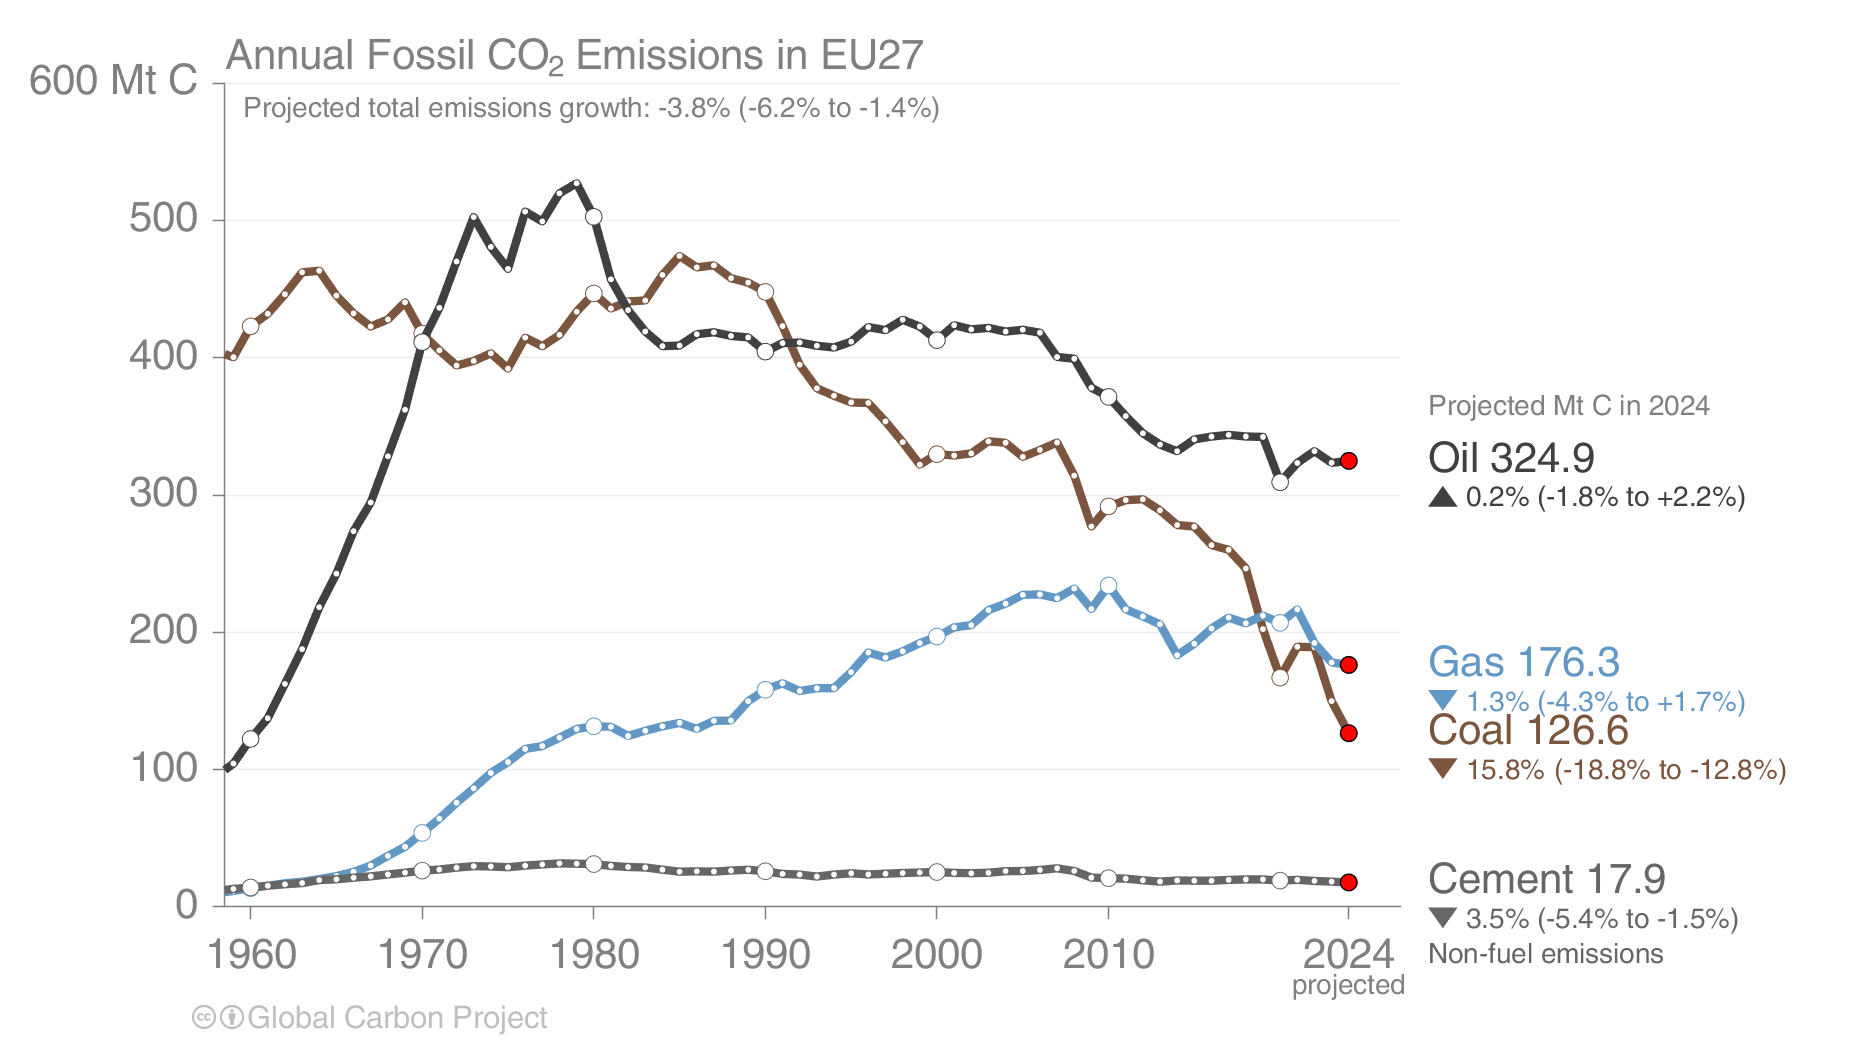 Annual Fossil CO₂ Emissions in EU27
600 Mt C
Projected total emissions growth: -3.8% (-6.2% to -1.4%)
500
400
300
200
100
0
Projected Mt C in 2024
Oil 324.9
▲ 0.2% (-1.8% to +2.2%)
Gas 176.3
▼ 1.3% (-4.3% to +1.7%)
Coal 126.6
▼ 15.8% (-18.8% to -12.8%)
Cement 17.9
▼ 3.5% (-5.4% to -1.5%)
Non-fuel emissions
1960 1970 1980 1990 2000 2010 2024
projected
cc Global Carbon Project